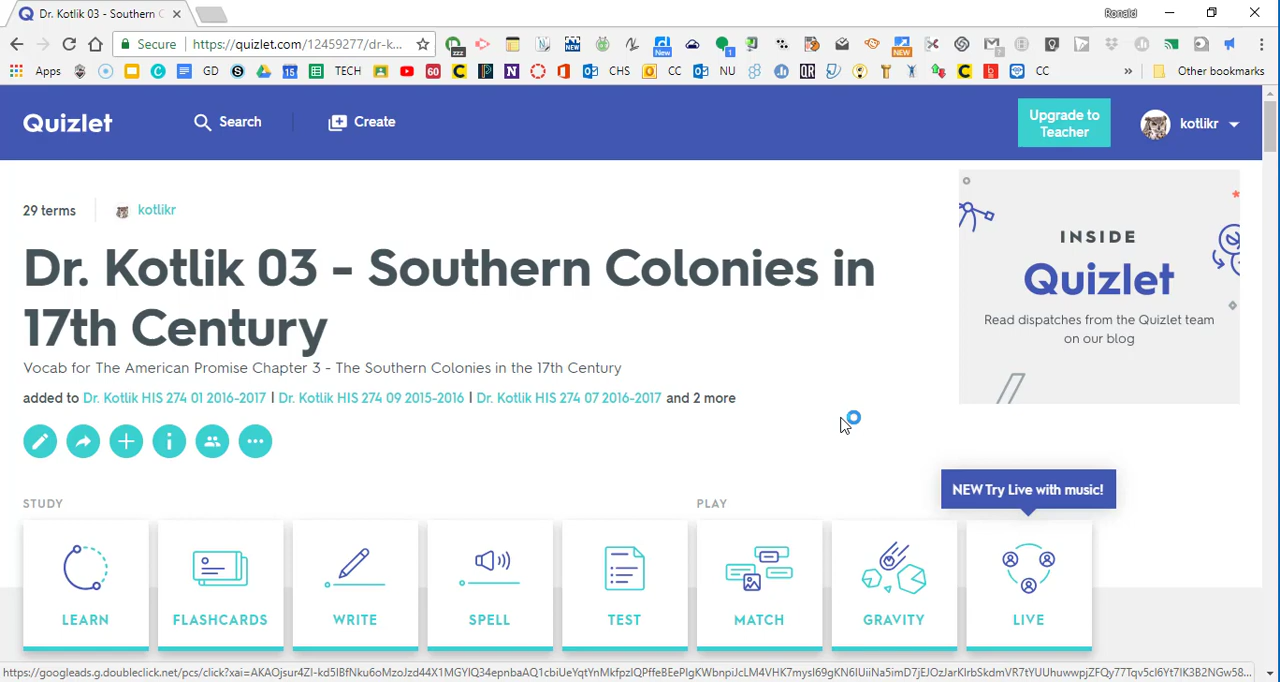 Dr. Kotlik 03 - Southern C
Ronald
Secure
https://quizlet.com/12459277/dr-k...
Apps
GD
TECH
CHS
CC
NU
CC
»
Other bookmarks
Quizlet
Search
Create
Upgrade to
Teacher
kotlikr
29 terms
kotlikr
Dr. Kotlik 03 - Southern Colonies in
17th Century
Vocab for The American Promise Chapter 3 - The Southern Colonies in the 17th Century
added to Dr. Kotlik HIS 274 01 2016-2017 | Dr. Kotlik HIS 274 09 2015-2016 | Dr. Kotlik HIS 274 07 2016-2017 and 2 more
INSIDE
Quizlet
Read dispatches from the Quizlet team
on our blog
STUDY
PLAY
NEW Try Live with music!
LEARN
FLASHCARDS
WRITE
SPELL
TEST
MATCH
GRAVITY
LIVE